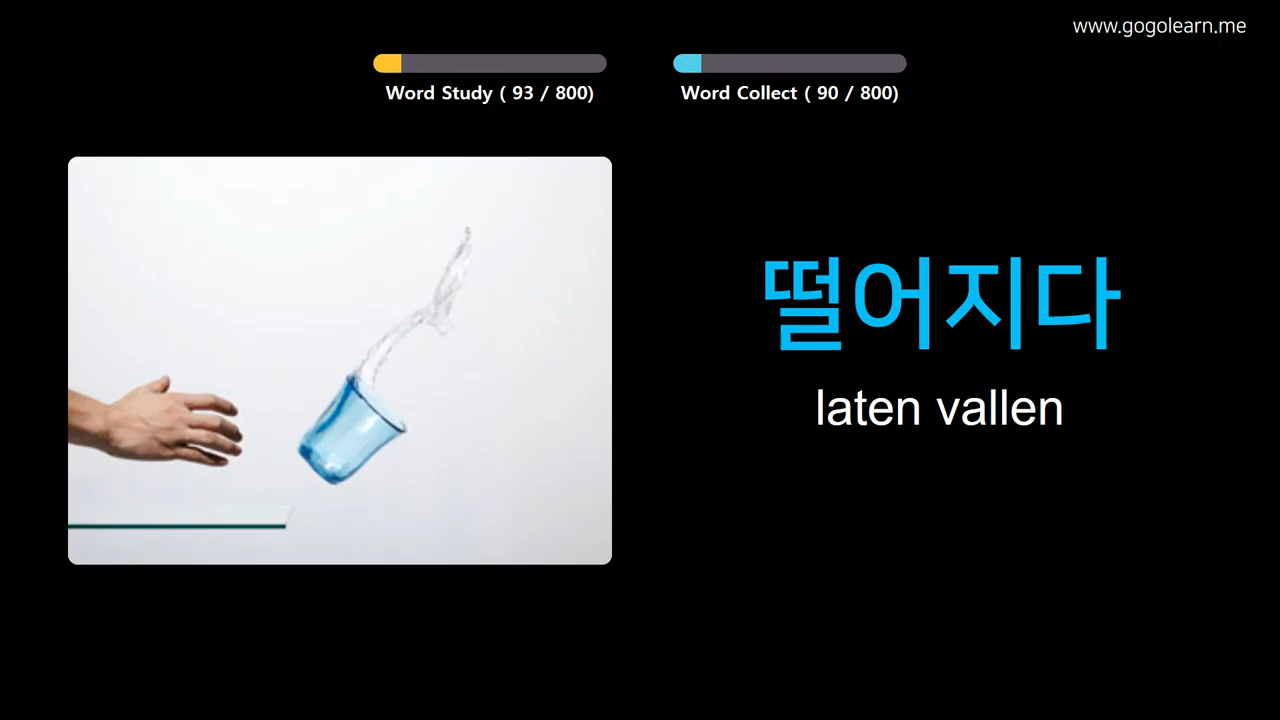 www.gogolearn.me
Word Study ( 93 / 800)
Word Collect ( 90 / 800)
떨어지다
laten vallen